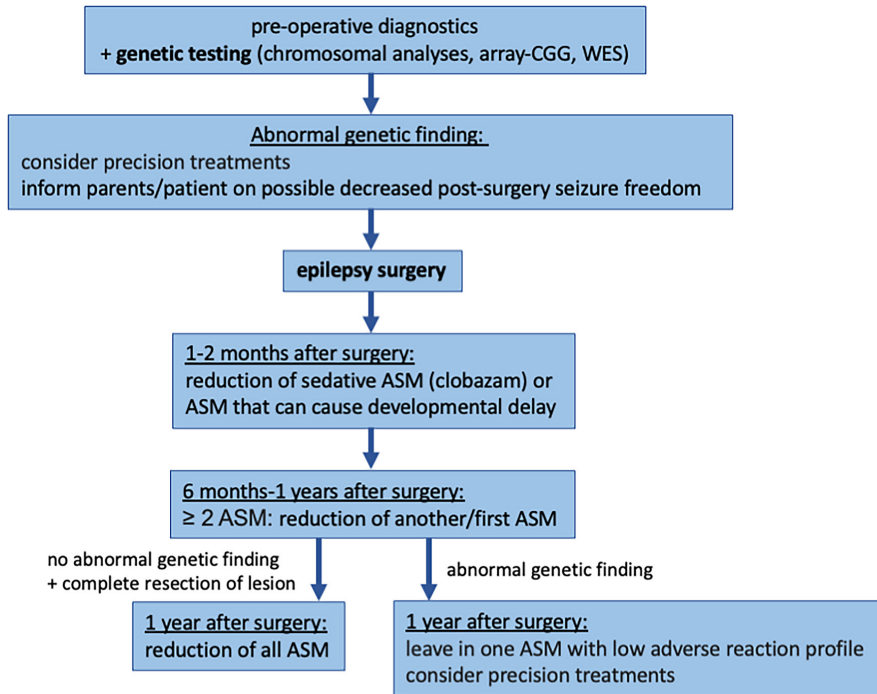 pre-operative diagnostics
+ genetic testing (chromosomal analyses, array-CGG, WES)
Abnormal genetic finding:
consider precision treatments
inform parents/patient on possible decreased post-surgery seizure freedom
epilepsy surgery
1-2 months after surgery:
reduction of sedative ASM (clobazam) or
ASM that can cause developmental delay
6 months-1 years after surgery:
≥ 2 ASM: reduction of another/first ASM
no abnormal genetic finding
+ complete resection of lesion
abnormal genetic finding
1 year after surgery:
reduction of all ASM
1 year after surgery:
leave in one ASM with low adverse reaction profile
consider precision treatments